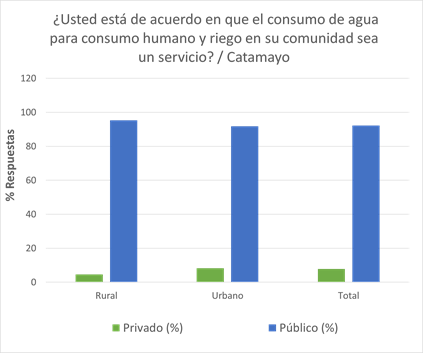 ¿Usted está de acuerdo en que el consumo de agua
para consumo humano y riego en su comunidad sea
un servicio? / Catamayo
120
100
80
60
40
20
0
% Respuestas
Rural Urbano Total
Privado (%) Público (%)